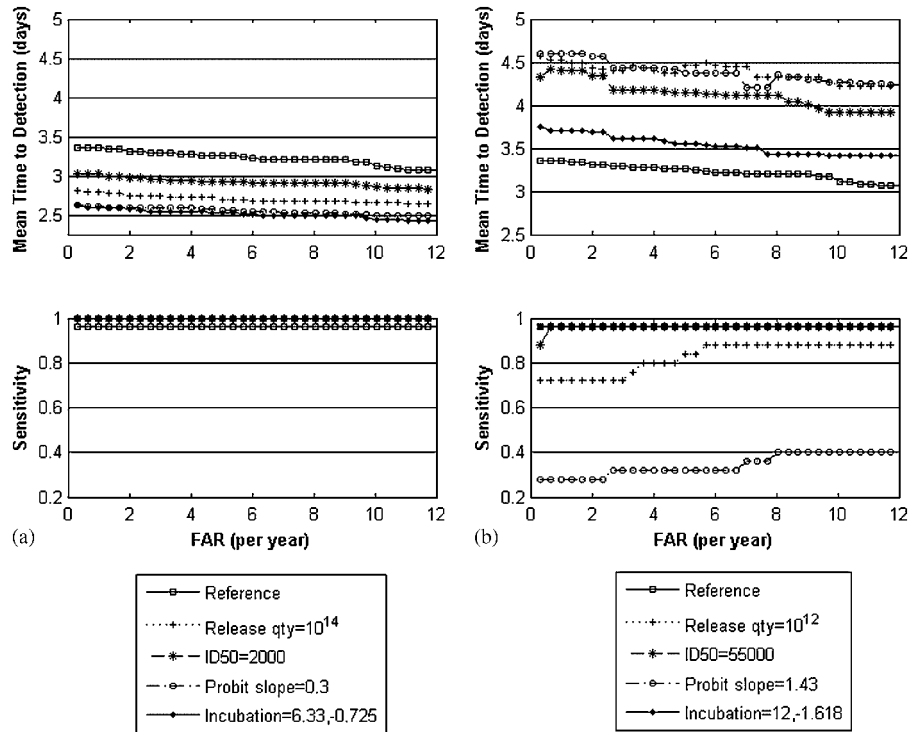 5
4.5
4
3.5
3
2.5
Mean Time to Detection (days)
0 2 4 6 8 10 12
5
4.5
4
3.5
3
2.5
Mean Time to Detection (days)
0 2 4 6 8 10 12
1
0.8
0.6
0.4
0.2
Sensitivity
0 2 4 6 8 10 12
(a)
FAR (per year)
1
0.8
0.6
0.4
0.2
Sensitivity
0 2 4 6 8 10 12
(b)
FAR (per year)
Reference
Release qty=10^14
ID50=2000
Probit slope=0.3
Incubation=6.33,-0.725
Reference
Release qty=10^12
ID50=55000
Probit slope=1.43
Incubation=12,-1.618